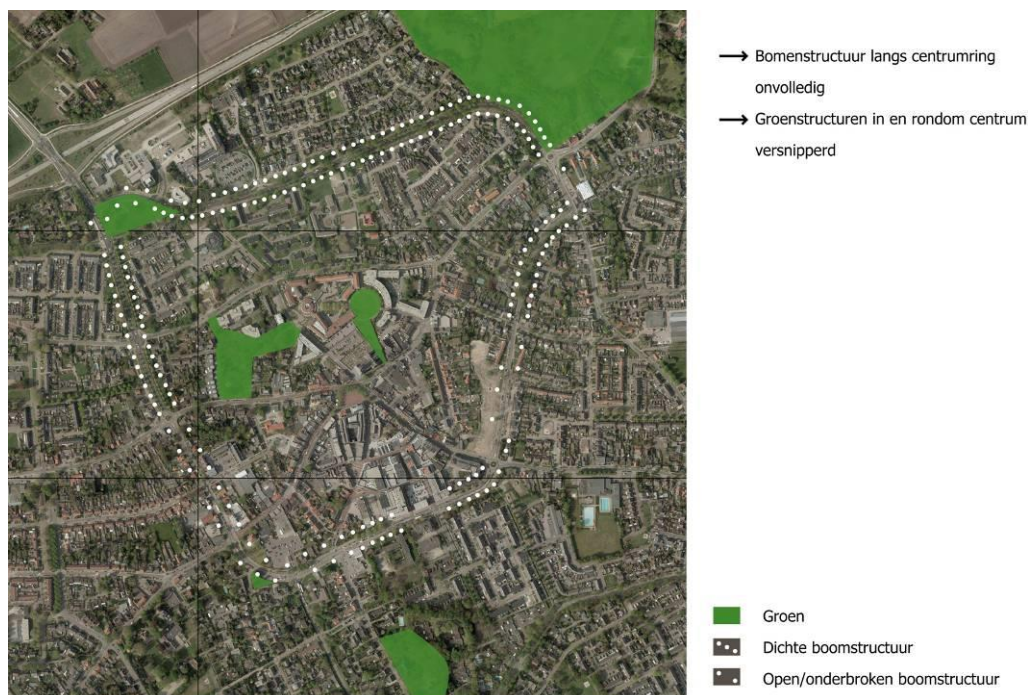 → Bomenstructuur langs centrumring
onvolledig
→ Groenstructuren in en rondom centrum
versnipperd
Groen
Dichte boomstructuur
Open/onderbroken boomstructuur